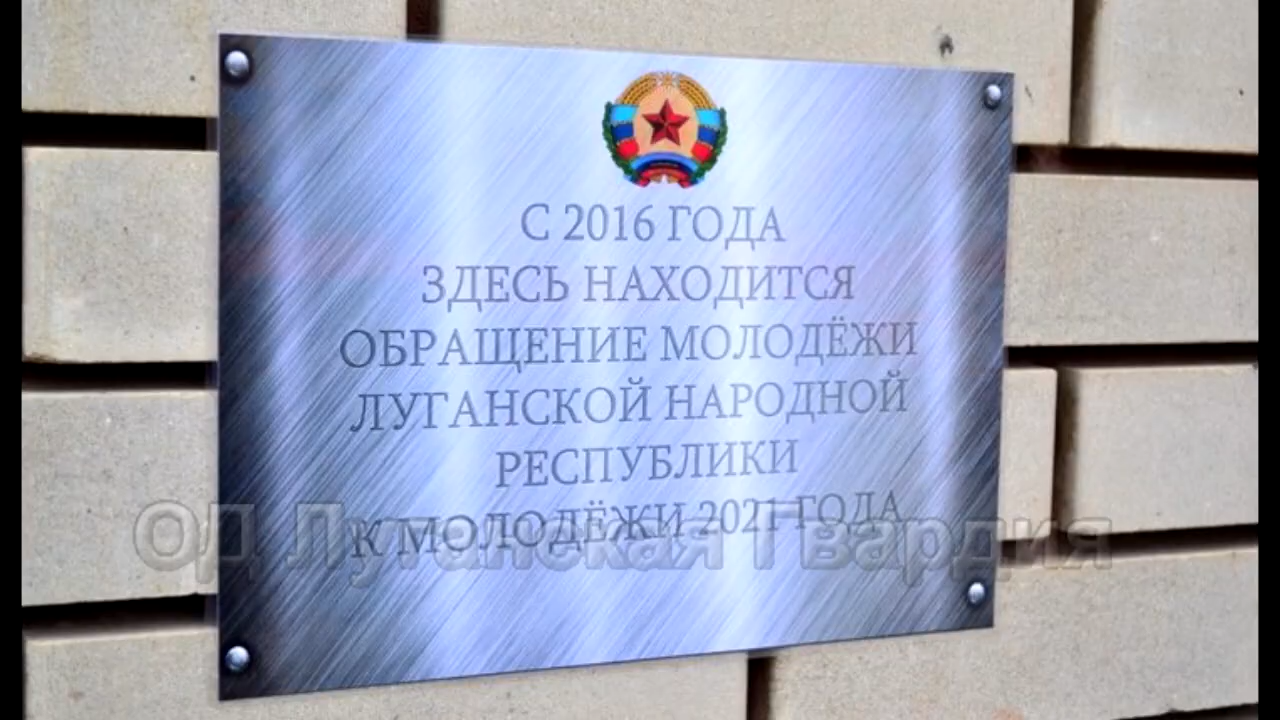 С 2016 ГОДА
ЗДЕСЬ НАХОДИТСЯ
ОБРАЩЕНИЕ МОЛОДЁЖИ
ЛУГАНСКОЙ НАРОДНОЙ
РЕСПУБЛИКИ
К МОЛОДЁЖИ 2021 ГОДА
ОД Луганская Гвардия